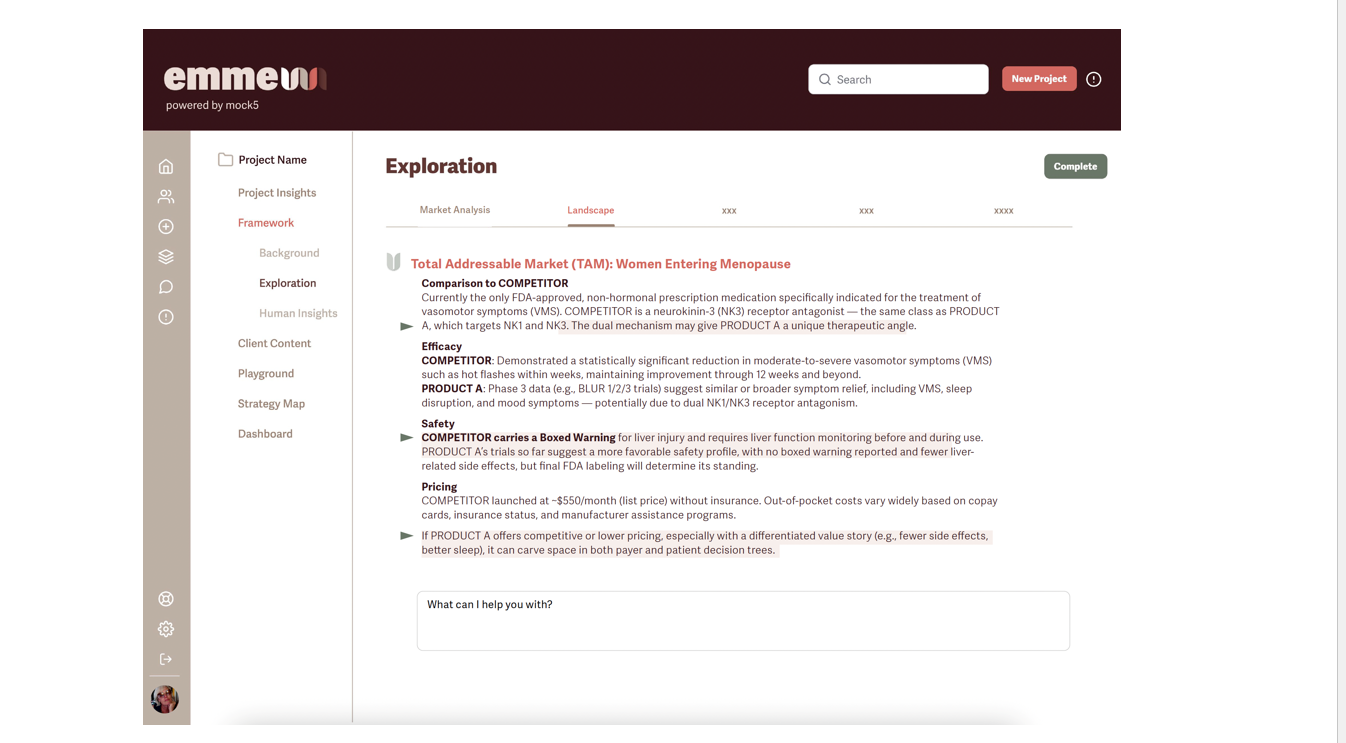 emme
powered by mock5
Search
New Project
Project Name
Project Insights
Framework
Background
Exploration
Human Insights
Client Content
Playground
Strategy Map
Dashboard
Exploration
Complete
Market Analysis
Landscape
xxx
xxx
xxxx
Total Addressable Market (TAM): Women Entering Menopause
Comparison to COMPETITOR
Currently the only FDA-approved, non-hormonal prescription medication specifically indicated for the treatment of
vasomotor symptoms (VMS). COMPETITOR is a neurokinin-3 (NK3) receptor antagonist — the same class as PRODUCT
A, which targets NK1 and NK3. The dual mechanism may give PRODUCT A a unique therapeutic angle.
Efficacy
COMPETITOR: Demonstrated a statistically significant reduction in moderate-to-severe vasomotor symptoms (VMS)
such as hot flashes within weeks, maintaining improvement through 12 weeks and beyond.
PRODUCT A: Phase 3 data (e.g., BLUR 1/2/3 trials) suggest similar or broader symptom relief, including VMS, sleep
disruption, and mood symptoms — potentially due to dual NK1/NK3 receptor antagonism.
Safety
COMPETITOR carries a Boxed Warning for liver injury and requires liver function monitoring before and during use.
PRODUCT A's trials so far suggest a more favorable safety profile, with no boxed warning reported and fewer liver-
related side effects, but final FDA labeling will determine its standing.
Pricing
COMPETITOR launched at ~$550/month (list price) without insurance. Out-of-pocket costs vary widely based on copay
cards, insurance status, and manufacturer assistance programs.
If PRODUCT A offers competitive or lower pricing, especially with a differentiated value story (e.g., fewer side effects,
better sleep), it can carve space in both payer and patient decision trees.
What can I help you with?